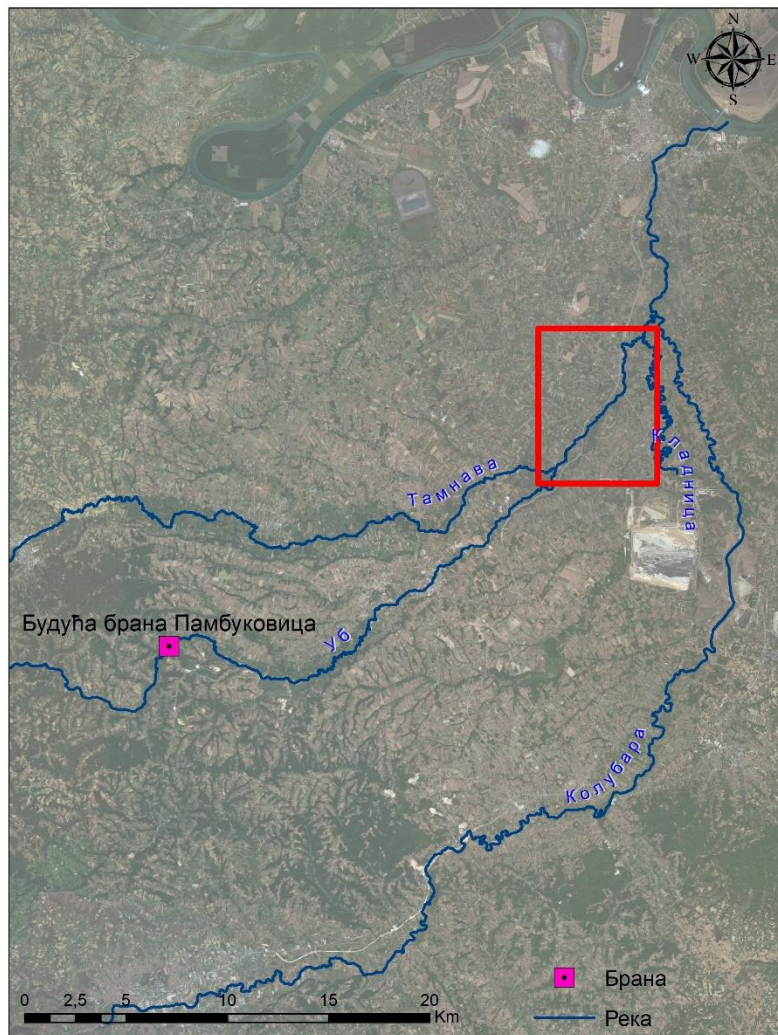 N
W E
S
Тамнава
Кладница
Будућа брана Памбуковица
Уб
Колубара
Брана
0 2,5 5 10 15 20
Km
Река